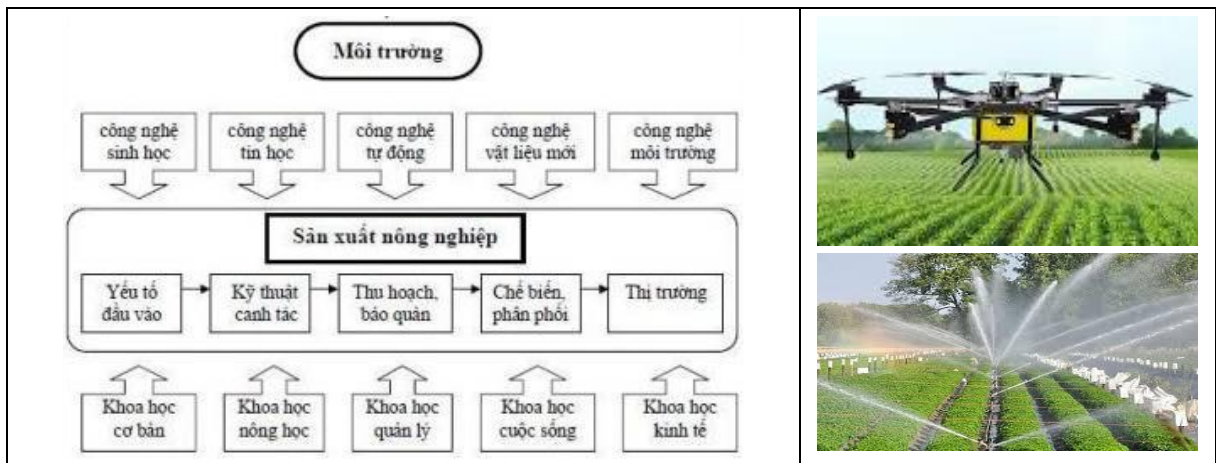 Môi trường
công nghệ
sinh học
công nghệ
tin học
công nghệ
tự động
công nghệ
vật liệu mới
công nghệ
môi trường
Sản xuất nông nghiệp
Yếu tố
đầu vào
Kỹ thuật
canh tác
Thu hoạch,
bảo quản
Chế biến,
phân phối
Thị trường
Khoa học
cơ bản
Khoa học
nông học
Khoa học
quản lý
Khoa học
cuộc sống
Khoa học
kinh tế